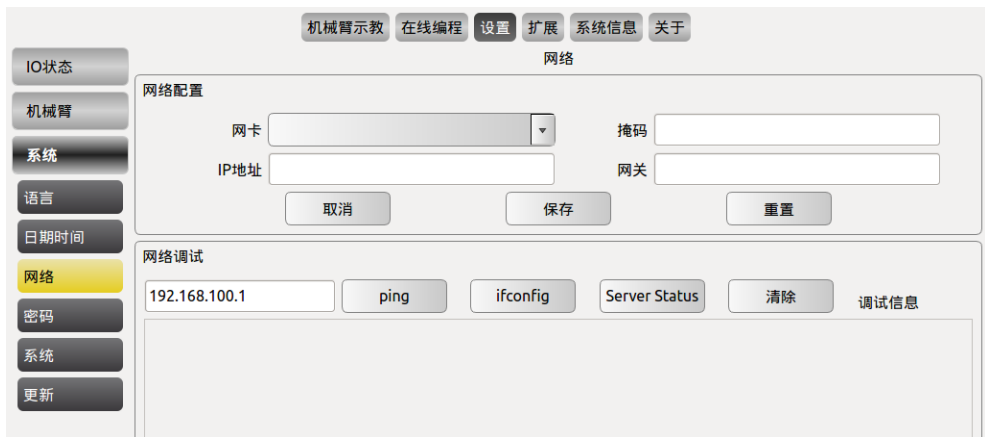 机械臂示教 在线编程 设置 扩展 系统信息 关于
网络
IO状态
机械臂
系统
语言
日期时间
网络
密码
系统
更新
网络配置
网卡 掩码
IP地址 网关
取消 保存 重置
网络调试
192.168.100.1 ping ifconfig Server Status 清除 调试信息